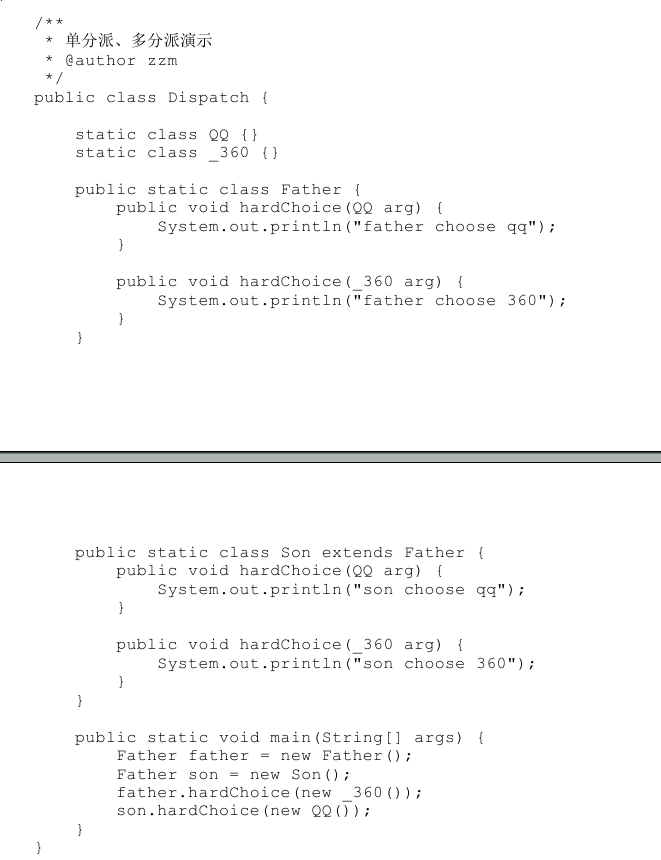 /**
 * 单分派、多分派演示
 * @author zzm
 */
public class Dispatch {

    static class QQ {}
    static class _360 {}

    public static class Father {
        public void hardChoice(QQ arg) {
            System.out.println("father choose qq");
        }

        public void hardChoice(_360 arg) {
            System.out.println("father choose 360");
        }
    }

    public static class Son extends Father {
        public void hardChoice(QQ arg) {
            System.out.println("son choose qq");
        }

        public void hardChoice(_360 arg) {
            System.out.println("son choose 360");
        }
    }

    public static void main(String[] args) {
        Father father = new Father();
        Father son = new Son();
        father.hardChoice(new _360());
        son.hardChoice(new QQ());
    }
}